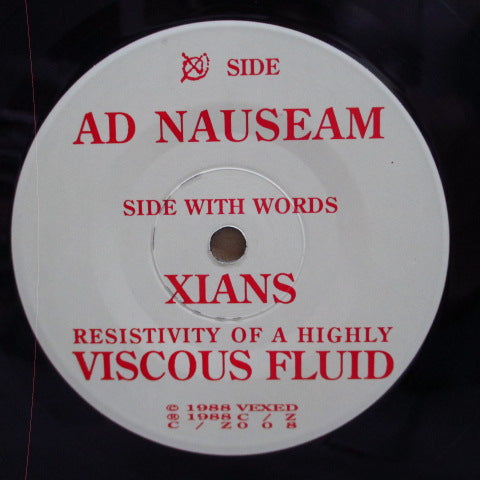 SIDE
AD NAUSEAM
SIDE WITH WORDS
XIANS
RESISTIVITY OF A HIGHLY
VISCOUS FLUID
© 1988 VEXED
℗ 1988 C / Z
C / Z008